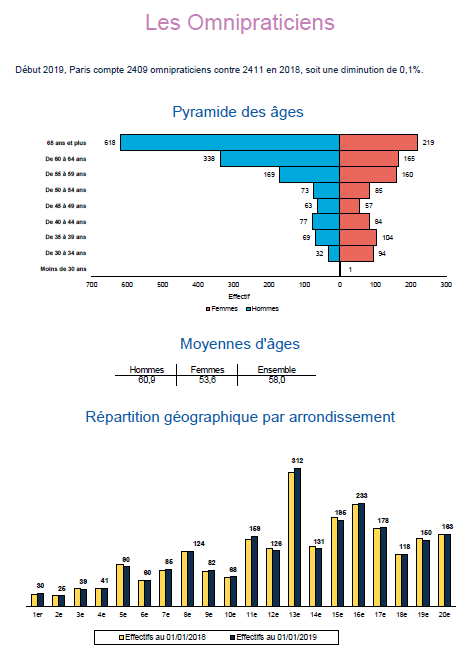 Les Omnipraticiens
Début 2019, Paris compte 2409 omnipraticiens contre 2411 en 2018, soit une diminution de 0,1%.
Pyramide des âges
65 ans et plus 618 219
De 60 à 64 ans 338 165
De 55 à 59 ans 169 160
De 50 à 54 ans 73 85
De 45 à 49 ans 63 57
De 40 à 44 ans 77 84
De 35 à 39 ans 69 104
De 30 à 34 ans 32 94
Moins de 30 ans 1
700 600 500 400 300 200 100 0 100 200 300
Effectif
Femmes Hommes
Moyennes d'âges
Hommes Femmes Ensemble
60,9 53,6 58,0
Répartition géographique par arrondissement
30 25 39 41 90 60 85 124 82 68 159 126 312 131 195 233 178 118 150 163
1er 2e 3e 4e 5e 6e 7e 8e 9e 10e 11e 12e 13e 14e 15e 16e 17e 18e 19e 20e
Effectifs au 01/01/2018 Effectifs au 01/01/2019